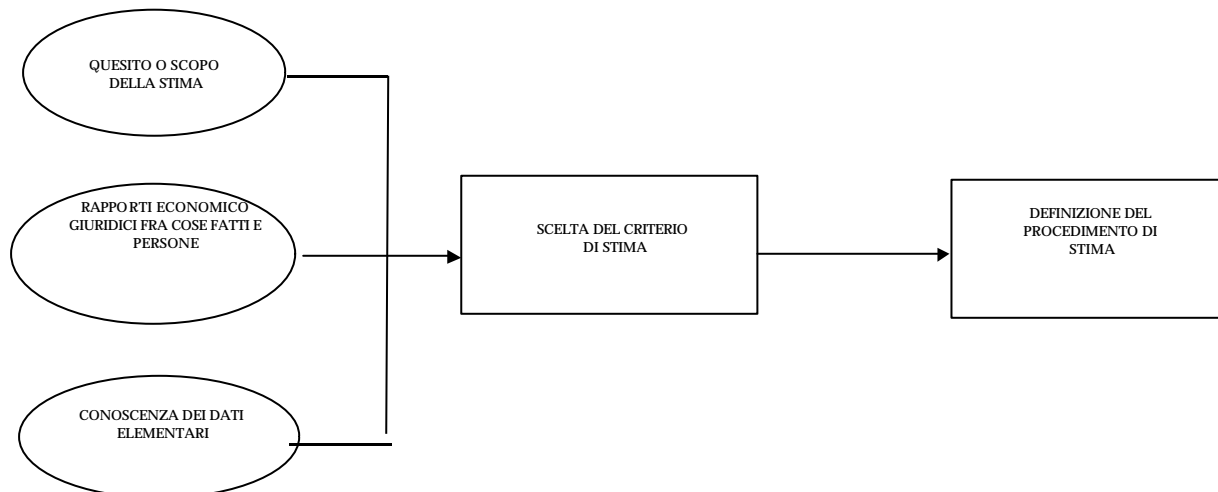 QUESITO O SCOPO
DELLA STIMA
RAPPORTI ECONOMICO
GIURIDICI FRA COSE FATTI E
PERSONE
CONOSCENZA DEI DATI
ELEMENTARI
SCELTA DEL CRITERIO
DI STIMA
DEFINIZIONE DEL
PROCEDIMENTO DI
STIMA